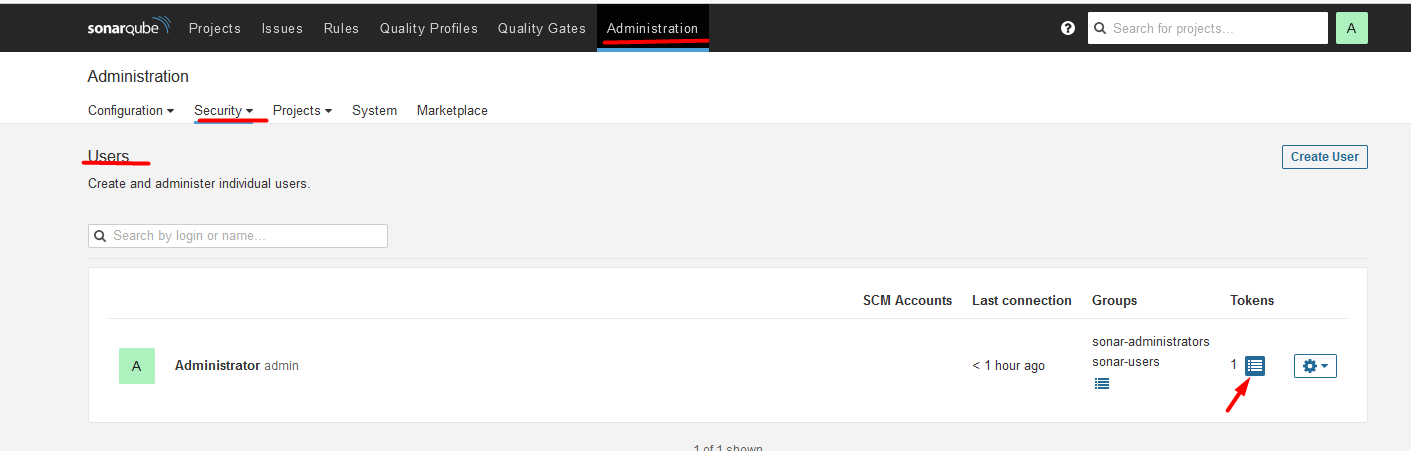 sonarqube Projects Issues Rules Quality Profiles Quality Gates Administration ? Search for projects... A
Administration
Configuration Security Projects System Marketplace
Users
Create User
Create and administer individual users.
Search by login or name...
SCM Accounts Last connection Groups Tokens
A Administrator admin < 1 hour ago sonar-administrators
sonar-users
1
1 of 1 shown